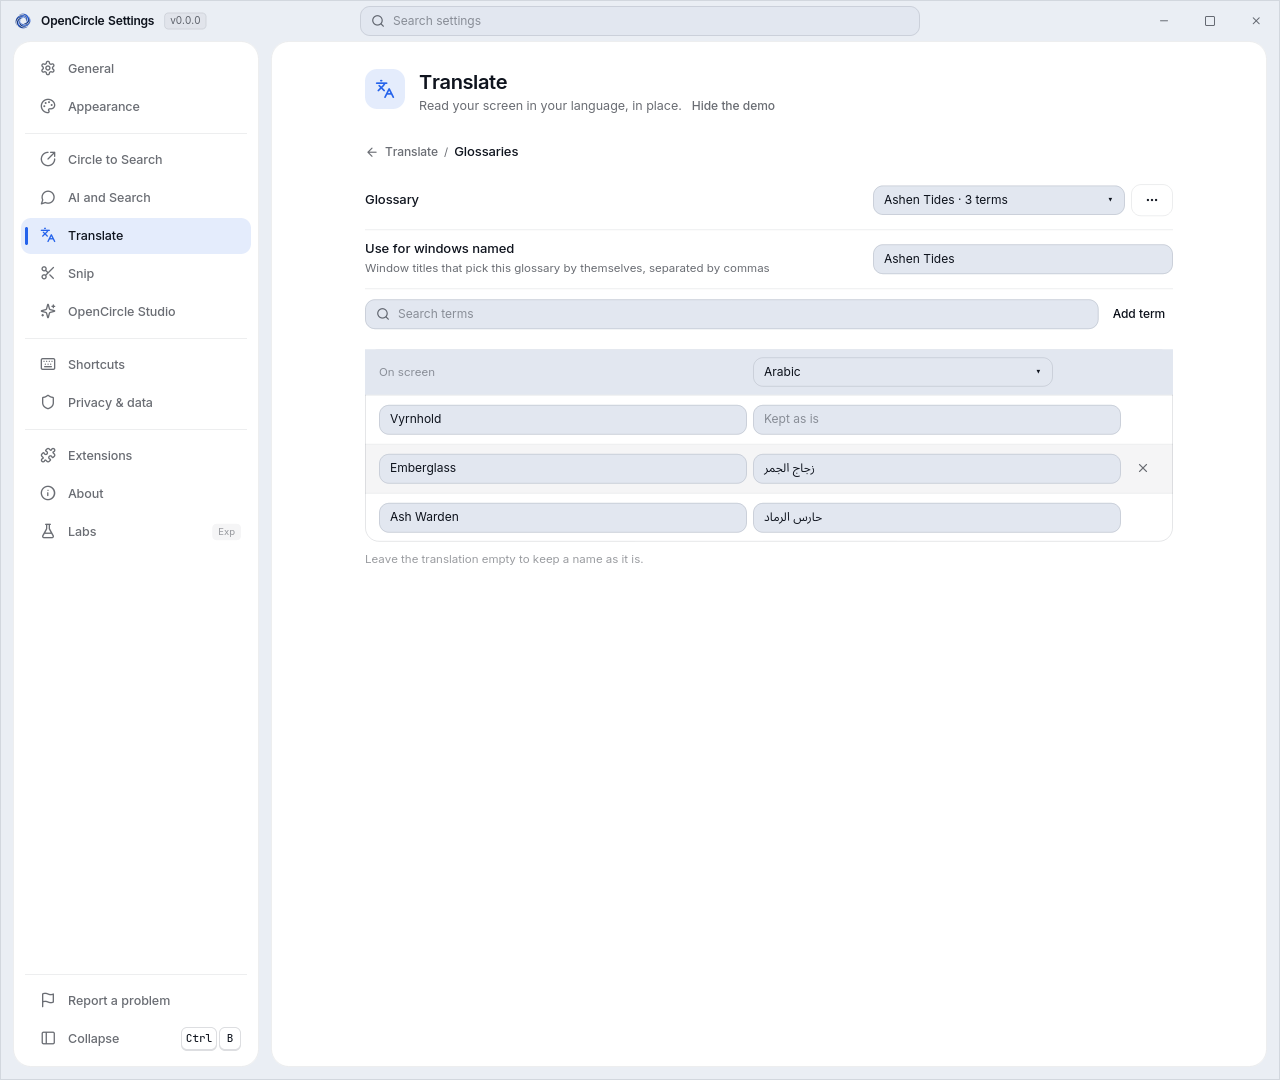 OpenCircle Settings v0.0.0
Search settings
General
Appearance
Circle to Search
AI and Search
Translate
Snip
OpenCircle Studio
Shortcuts
Privacy & data
Extensions
About
Labs Exp
Report a problem
Collapse Ctrl B
Translate
Read your screen in your language, in place. Hide the demo
Translate / Glossaries
Glossary Ashen Tides · 3 terms
Use for windows named
Window titles that pick this glossary by themselves, separated by commas
Ashen Tides
Search terms Add term
On screen Arabic
Vyrnhold Kept as is
Emberglass زجاج الجمر
Ash Warden حارس الرماد
Leave the translation empty to keep a name as it is.